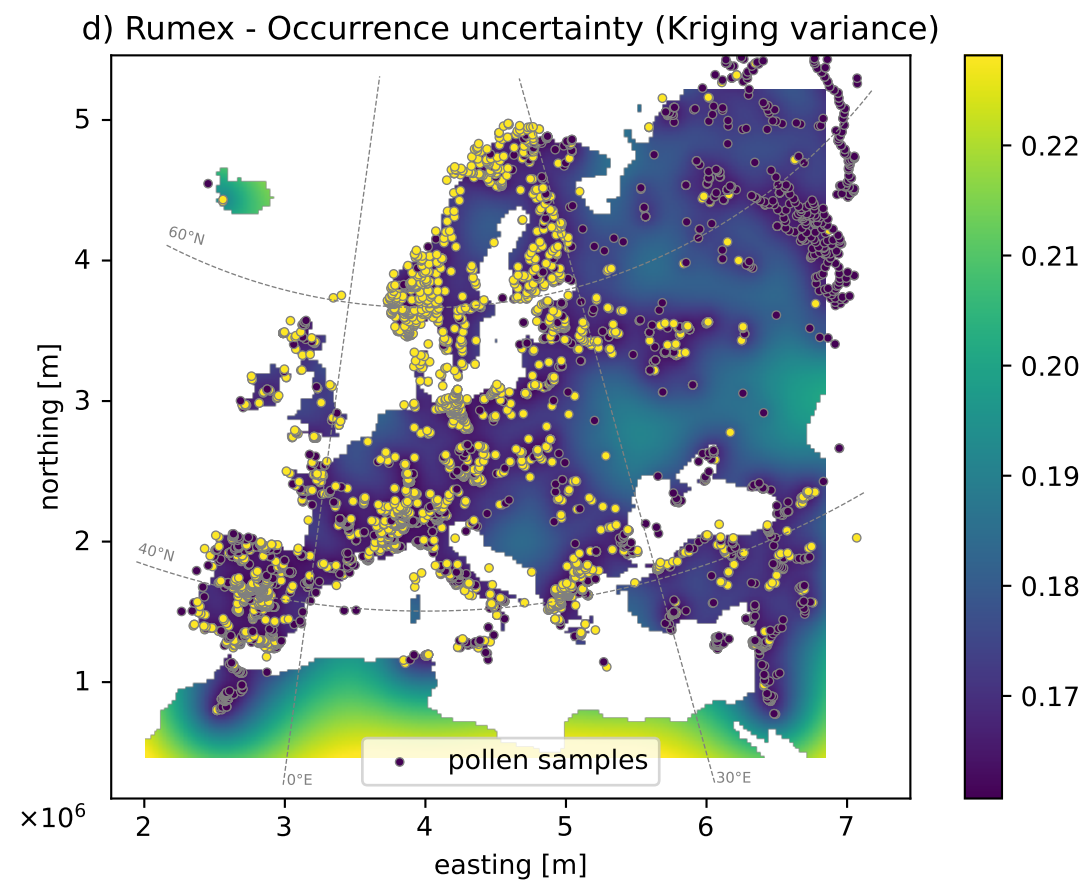 d) Rumex - Occurrence uncertainty (Kriging variance)
5
4
3
2
1
northing [m]
×10⁶
2
3
4
5
6
7
easting [m]
60°N
40°N
0°E
30°E
pollen samples
0.22
0.21
0.20
0.19
0.18
0.17